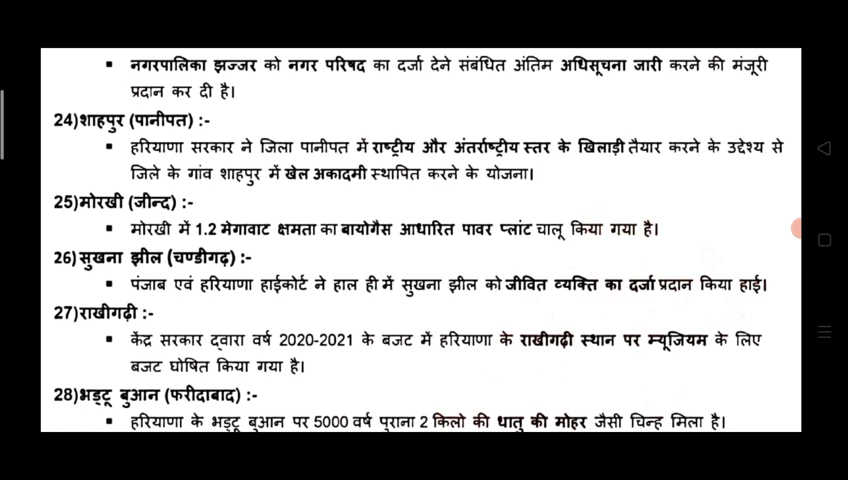 ▪ नगरपालिका झज्जर को नगर परिषद का दर्जा देने संबंधित अंतिम अधिसूचना जारी करने की मंजूरी
प्रदान कर दी है।
24)शाहपुर (पानीपत) :-
▪ हरियाणा सरकार ने जिला पानीपत में राष्ट्रीय और अंतर्राष्ट्रीय स्तर के खिलाड़ी तैयार करने के उद्देश्य से
जिले के गांव शाहपुर में खेल अकादमी स्थापित करने के योजना।
25)मोरखी (जीन्द) :-
▪ मोरखी में 1.2 मेगावाट क्षमता का बायोगैस आधारित पावर प्लांट चालू किया गया है।
26)सुखना झील (चण्डीगढ़) :-
▪ पंजाब एवं हरियाणा हाईकोर्ट ने हाल ही में सुखना झील को जीवित व्यक्ति का दर्जा प्रदान किया हाई।
27)राखीगढ़ी :-
▪ केंद्र सरकार द्वारा वर्ष 2020-2021 के बजट में हरियाणा के राखीगढ़ी स्थान पर म्यूजियम के लिए
बजट घोषित किया गया है।
28)भड्टू बुआन (फरीदाबाद) :-
▪ हरियाणा के भड्टू बुआन पर 5000 वर्ष पुराना 2 किलो की धातु की मोहर जैसी चिन्ह मिला है।